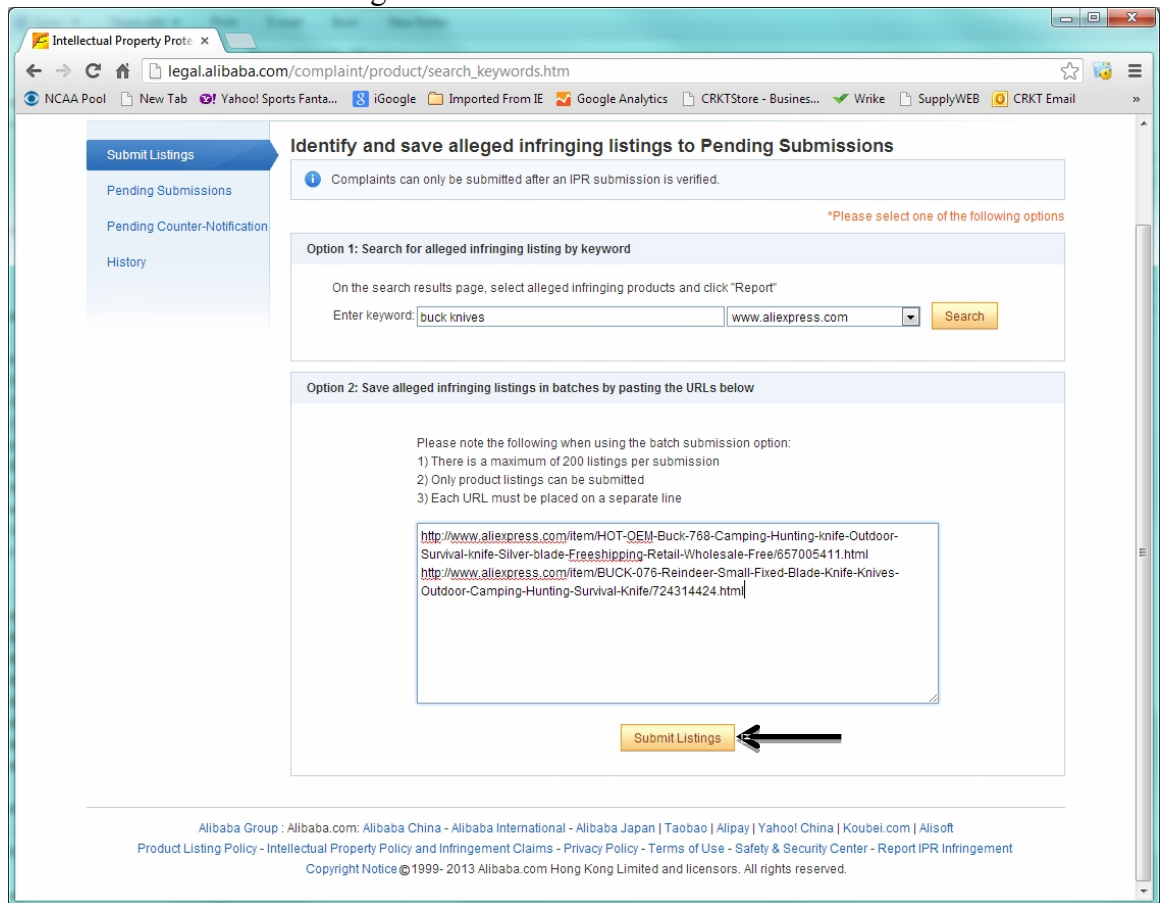 Intellectual Property Prote ×
legal.alibaba.com/complaint/product/search_keywords.htm
NCAA Pool New Tab Yahoo! Sports Fanta... iGoogle Imported From IE Google Analytics CRKTStore - Busines... Wrike SupplyWEB CRKT Email »
Submit Listings
Pending Submissions
Pending Counter-Notification
History
Identify and save alleged infringing listings to Pending Submissions
Complaints can only be submitted after an IPR submission is verified.
*Please select one of the following options
Option 1: Search for alleged infringing listing by keyword
On the search results page, select alleged infringing products and click "Report"
Enter keyword: buck knives www.aliexpress.com Search
Option 2: Save alleged infringing listings in batches by pasting the URLs below
Please note the following when using the batch submission option:
1) There is a maximum of 200 listings per submission
2) Only product listings can be submitted
3) Each URL must be placed on a separate line
http://www.aliexpress.com/item/HOT-OEM-Buck-768-Camping-Hunting-knife-Outdoor-
Survival-knife-Silver-blade-Freeshipping-Retail-Wholesale-Free/657005411.html
http://www.aliexpress.com/item/BUCK-076-Reindeer-Small-Fixed-Blade-Knife-Knives-
Outdoor-Camping-Hunting-Survival-Knife/724314424.html
Submit Listings
Alibaba Group : Alibaba.com: Alibaba China - Alibaba International - Alibaba Japan | Taobao | Alipay | Yahoo! China | Koubei.com | Alisoft
Product Listing Policy - Intellectual Property Policy and Infringement Claims - Privacy Policy - Terms of Use - Safety & Security Center - Report IPR Infringement
Copyright Notice © 1999- 2013 Alibaba.com Hong Kong Limited and licensors. All rights reserved.